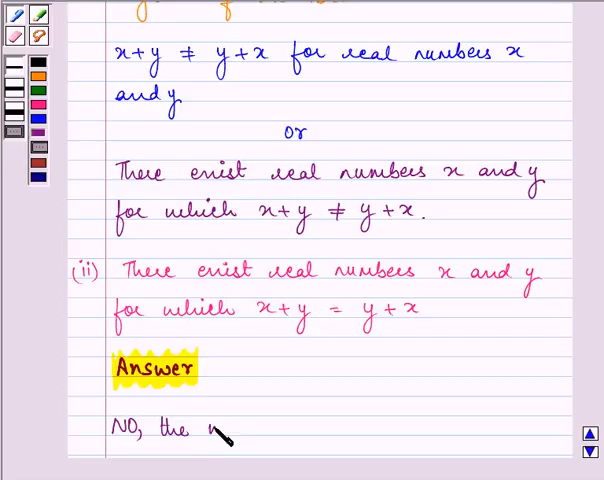 x+y ≠ y+x for real numbers x
and y
Or
There exist real numbers x and y
for which x+y ≠ y+x.
(ii) There exist real numbers x and y
for which x+y = y+x
Answer
NO, the